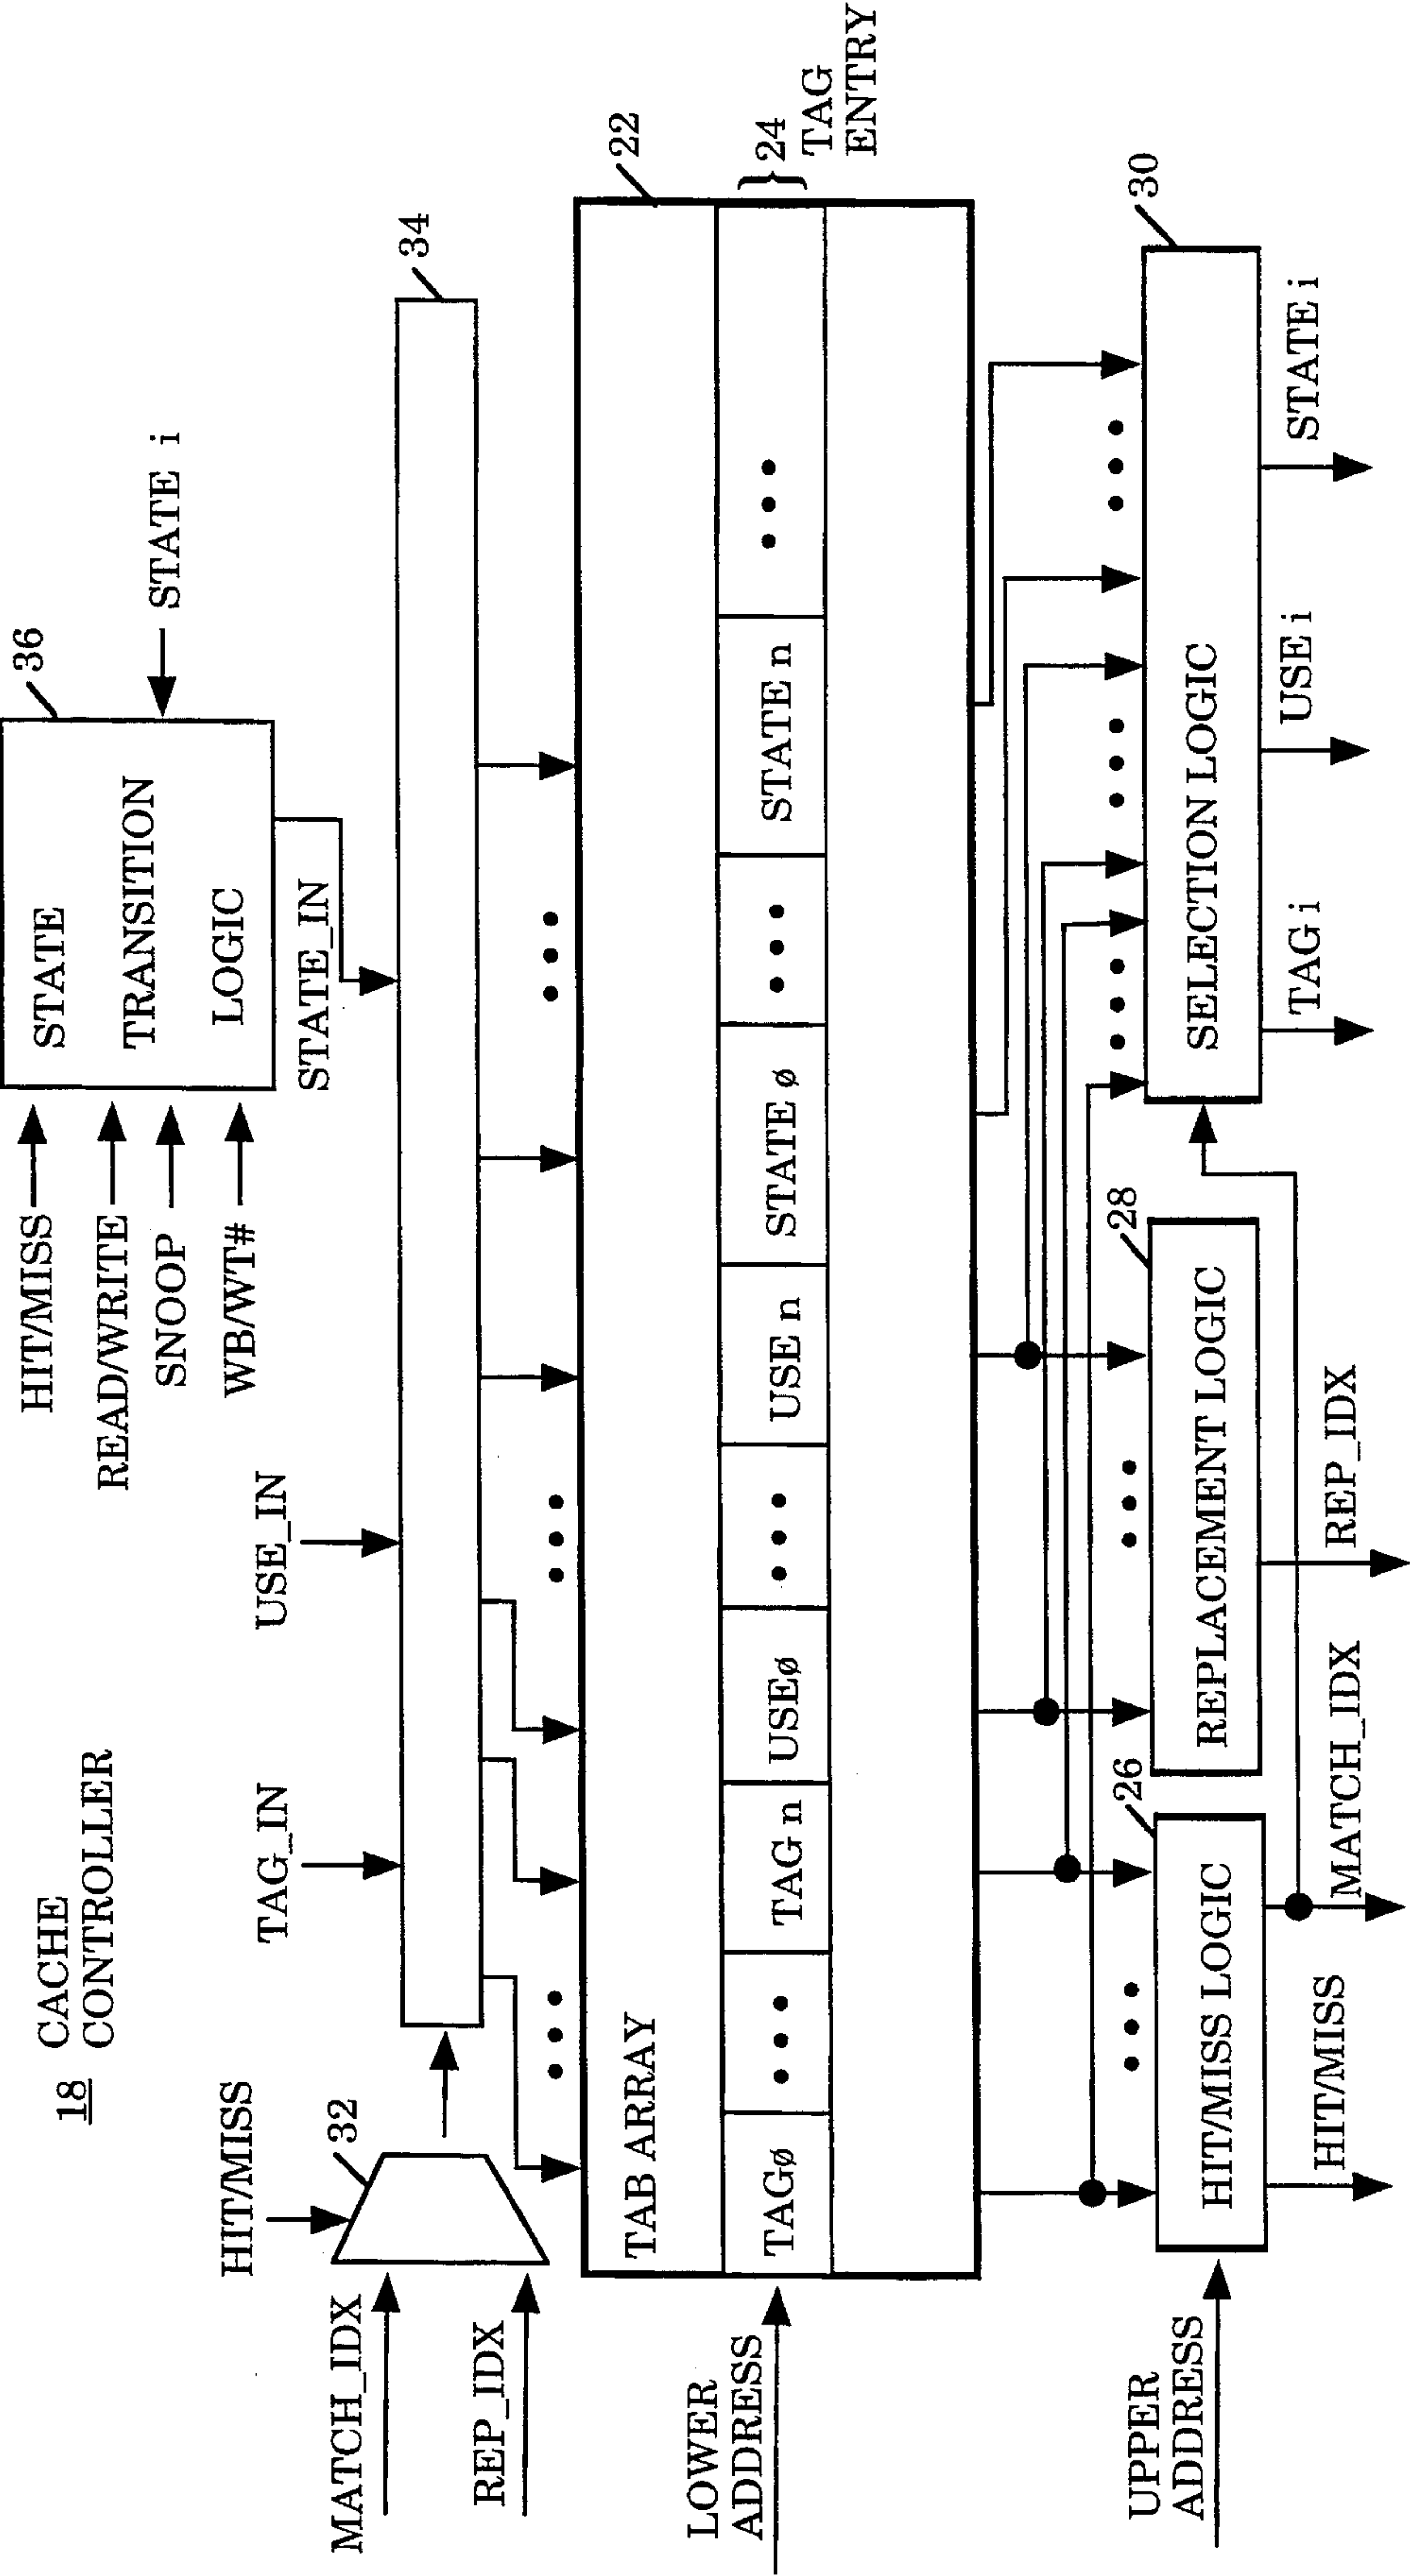 18 CACHE
CONTROLLER
HIT/MISS
READ/WRITE
SNOOP
WB/WT#
STATE
TRANSITION
LOGIC
36
STATE i
STATE_IN
HIT/MISS
TAG_IN
USE_IN
MATCH_IDX
REP_IDX
32
34
TAB ARRAY
22
LOWER
ADDRESS
TAGø
TAG n
USEø
USE n
STATE ø
STATE n
24
TAG
ENTRY
UPPER
ADDRESS
HIT/MISS LOGIC
26
REPLACEMENT LOGIC
28
SELECTION LOGIC
30
HIT/MISS
MATCH_IDX
REP_IDX
TAG i
USE i
STATE i